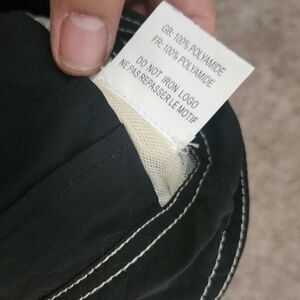 GB: 100% POLYAMIDE
FR: 100% POLYAMIDE
DO NOT IRON LOGO
NE PAS REPASSER LE MOTIF